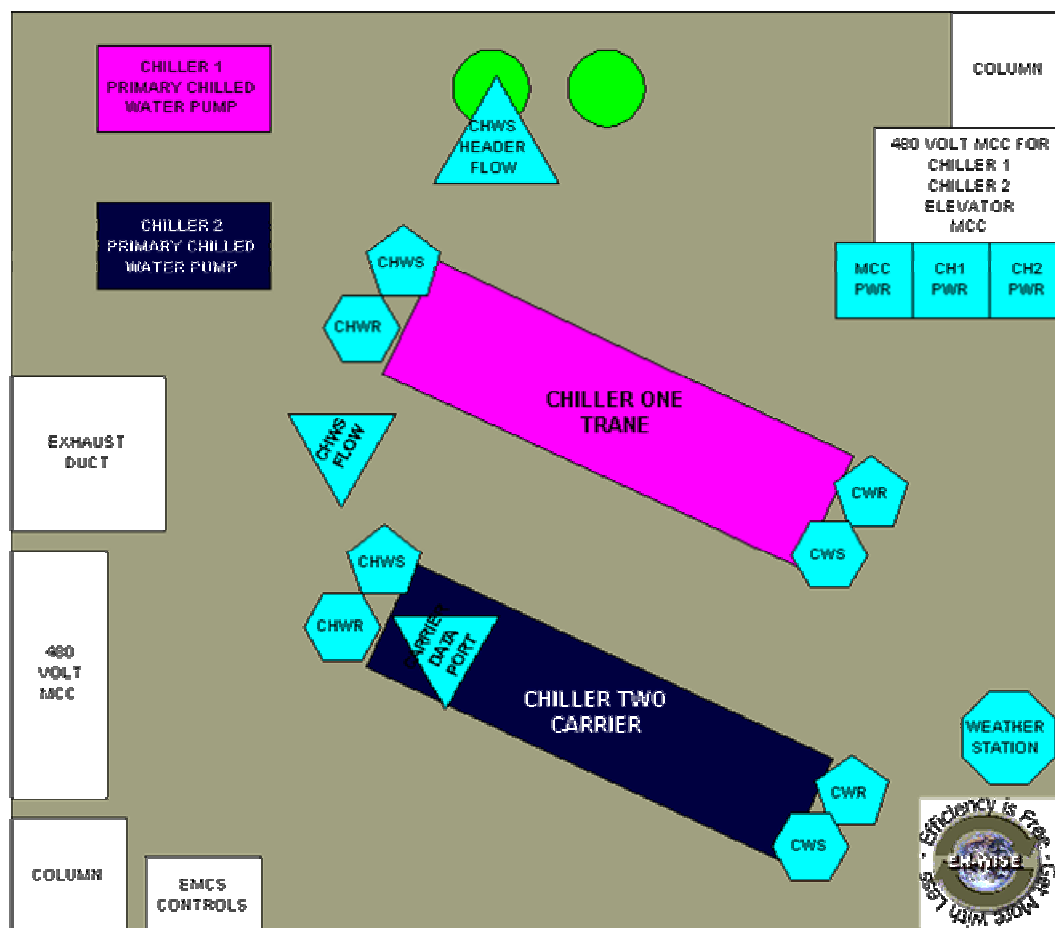 CHILLER 1
PRIMARY CHILLED
WATER PUMP
CHWS
HEADER
FLOW
COLUMN
480 VOLT MCC FOR
CHILLER 1
CHILLER 2
ELEVATOR
MCC
MCC
PWR
CH1
PWR
CH2
PWR
CHILLER 2
PRIMARY CHILLED
WATER PUMP
CHWS
CHWR
CHILLER ONE
TRANE
CHWS
FLOW
EXHAUST
DUCT
CWR
CWS
CHWS
CHWR
CARRIER
DATA
PORT
480
VOLT
MCC
CHILLER TWO
CARRIER
WEATHER
STATION
CWR
CWS
COLUMN
EMCS
CONTROLS
- Efficiency is Free - Get More with Less
EN-WISE